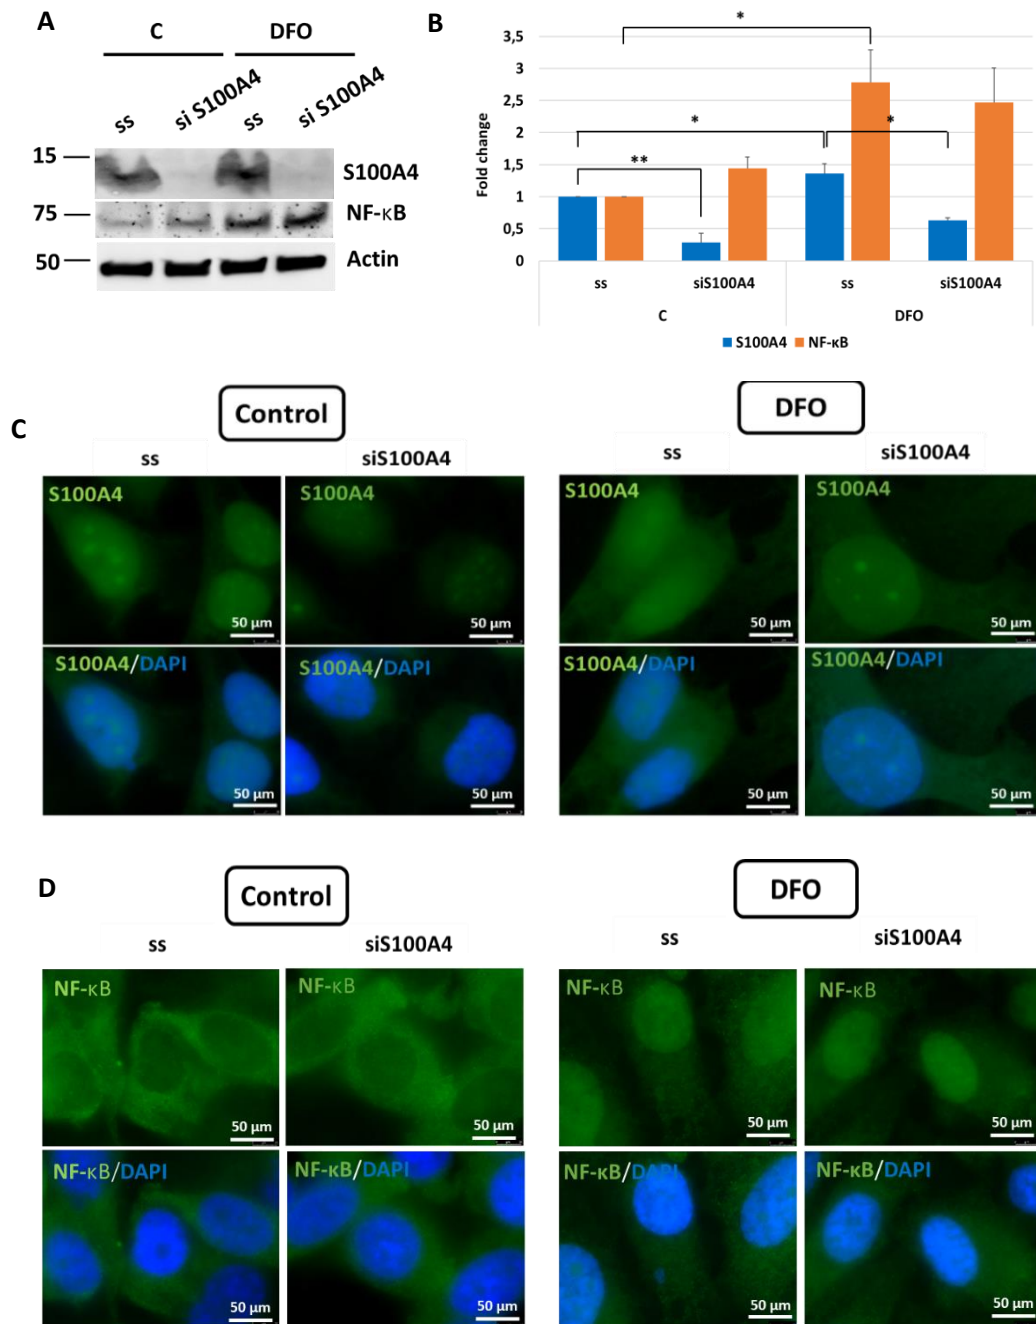 A
C DFO
ss si S100A4 ss si S100A4
15
S100A4
75
NF-κB
50
Actin
B
3,5
3
2,5
2
1,5
1
0,5
0
Fold change
*
*
*
**
ss siS100A4 ss siS100A4
C DFO
S100A4 NF-κB
C
Control DFO
ss siS100A4 ss siS100A4
S100A4 S100A4 S100A4 S100A4
50 μm 50 μm 50 μm 50 μm
S100A4/DAPI S100A4/DAPI S100A4/DAPI S100A4/DAPI
50 μm 50 μm 50 μm 50 μm
D
Control DFO
ss siS100A4 ss siS100A4
NF-κB NF-κB NF-κB NF-κB
50 μm 50 μm 50 μm 50 μm
NF-κB/DAPI NF-κB/DAPI NF-κB/DAPI NF-κB/DAPI
50 μm 50 μm 50 μm 50 μm